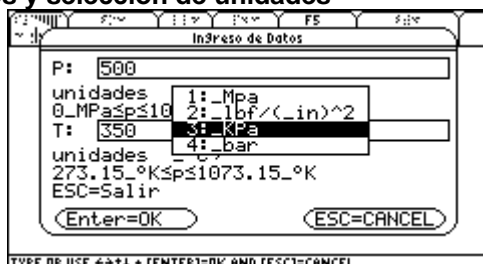 s y selección de unidades
F5
Ingreso de Datos
P: 500
unidades
0_MPa≤p≤10
1:_Mpa
2:_lbf/(_in)^2
3:_KPa
4:_bar
T: 350
unidades
273.15_°K≤p≤1073.15_°K
ESC=Salir
Enter=OK ESC=CANCEL
TYPE OR USE ←→↑↓ + [ENTER]=OK AND [ESC]=CANCEL